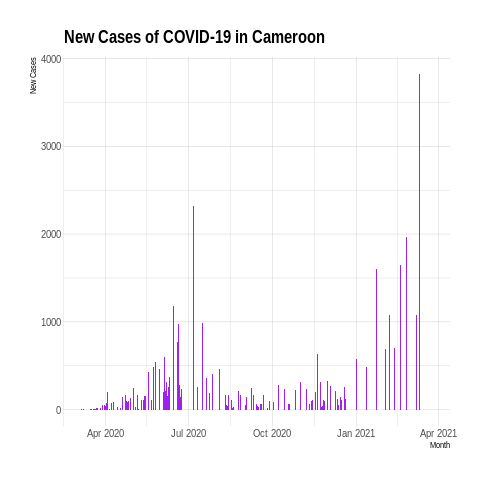 New Cases of COVID-19 in Cameroon
New Cases
4000
3000
2000
1000
0
Apr 2020 Jul 2020 Oct 2020 Jan 2021 Apr 2021
Month